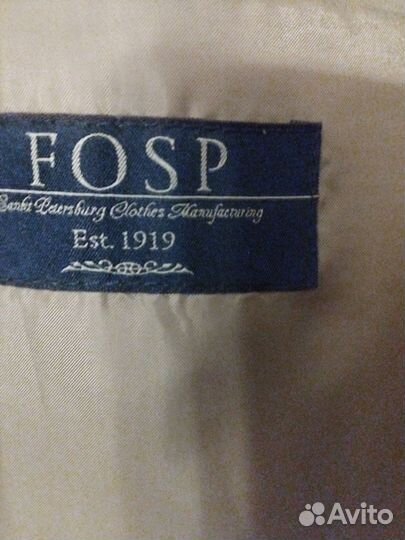 FOSP
Sankt Petersburg Clothes Manufacturing
Est. 1919
Avito